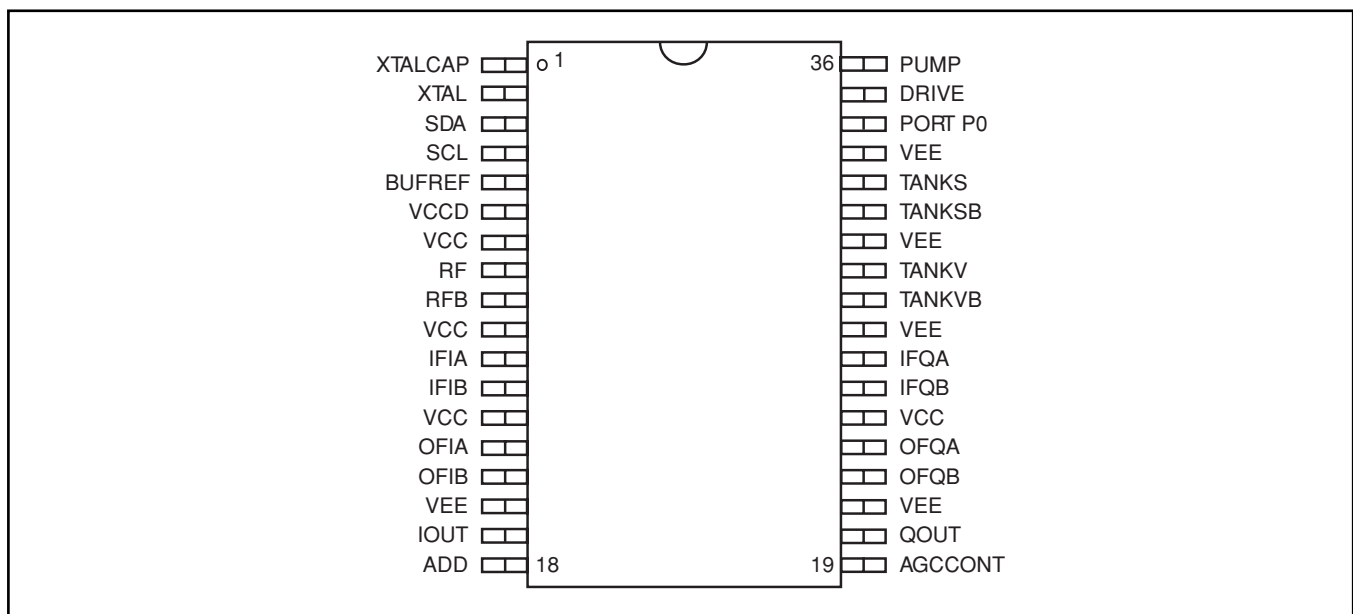 XTALCAP 1 36 PUMP
XTAL DRIVE
SDA PORT P0
SCL VEE
BUFREF TANKS
VCCD TANKSB
VCC VEE
RF TANKV
RFB TANKVB
VCC VEE
IFIA IFQA
IFIB IFQB
VCC VCC
OFIA OFQA
OFIB OFQB
VEE VEE
IOUT QOUT
ADD 18 19 AGCCONT